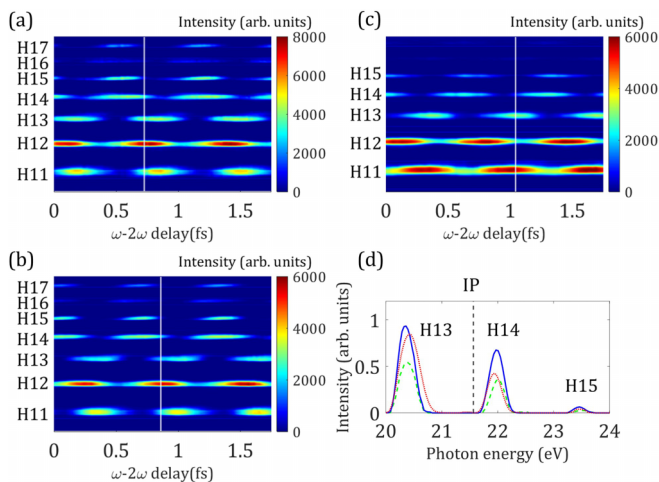 (a)
Intensity (arb. units)
H17
H16
H15
H14
H13
H12
H11
8000
6000
4000
2000
0
0 0.5 1 1.5
ω-2ω delay(fs)
(c)
Intensity (arb. units)
H15
H14
H13
H12
H11
6000
4000
2000
0
0 0.5 1 1.5
ω-2ω delay(fs)
(b)
Intensity (arb. units)
H17
H16
H15
H14
H13
H12
H11
6000
4000
2000
0
0 0.5 1 1.5
ω-2ω delay(fs)
(d)
IP
Intensity (arb. units)
1
0.5
0
H13
H14
H15
20 21 22 23 24
Photon energy (eV)